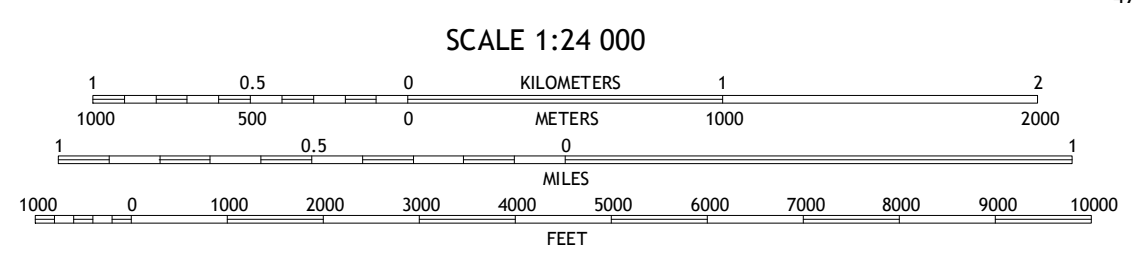 SCALE 1:24 000
1 0.5 0 KILOMETERS 1 2
1000 500 0 METERS 1000 2000
1 0.5 0 1
MILES
1000 0 1000 2000 3000 4000 5000 6000 7000 8000 9000 10000
FEET